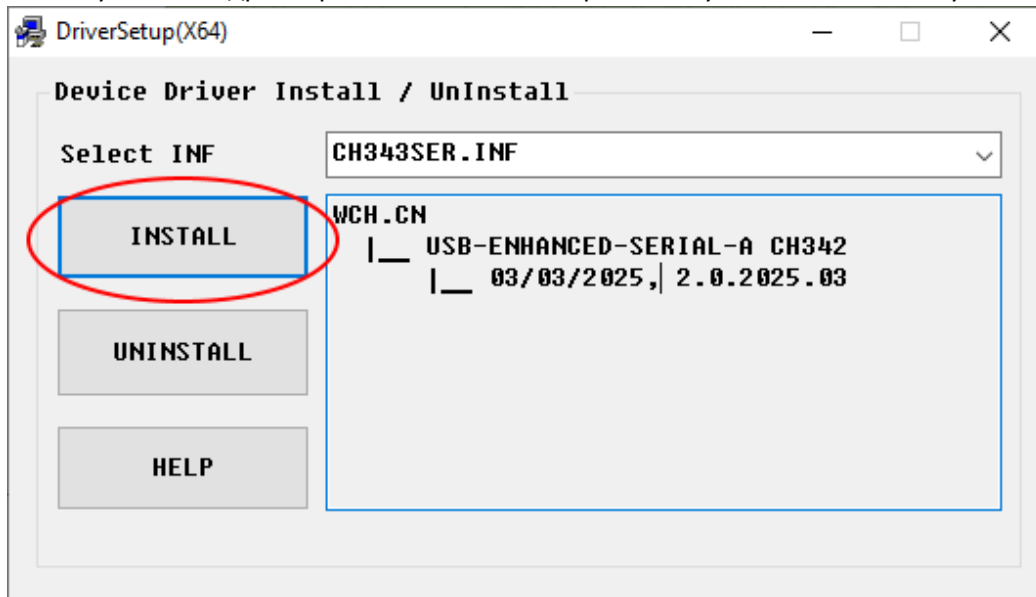 DriverSetup(X64)
Device Driver Install / UnInstall
Select INF
CH343SER.INF
INSTALL
WCH.CN
|__ USB-ENHANCED-SERIAL-A CH342
|__ 03/03/2025, 2.0.2025.03
UNINSTALL
HELP